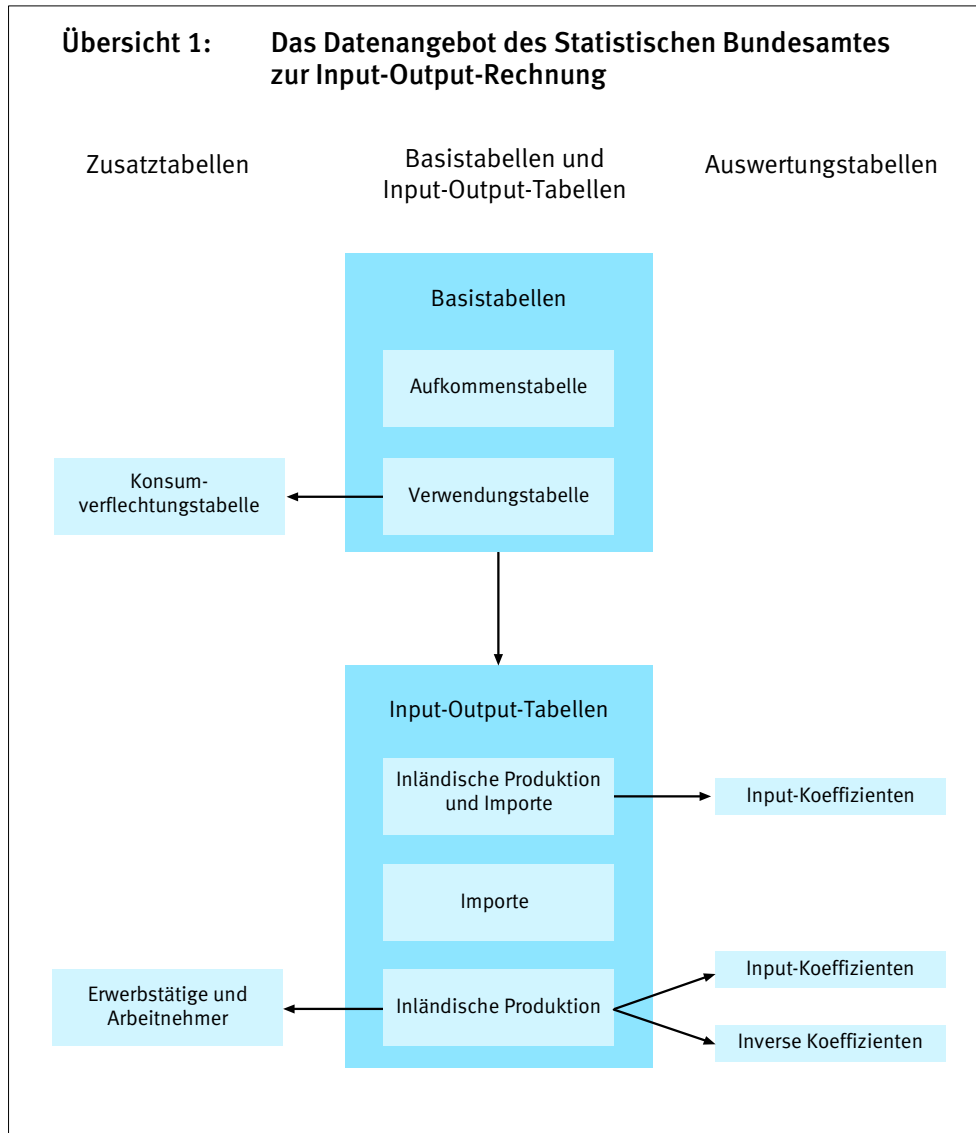 Übersicht 1: Das Datenangebot des Statistischen Bundesamtes
zur Input-Output-Rechnung
Zusatztabellen
Basistabellen und
Input-Output-Tabellen
Auswertungstabellen
Basistabellen
Aufkommenstabelle
Konsum-
verflechtungstabelle
Verwendungstabelle
Input-Output-Tabellen
Inländische Produktion
und Importe
Input-Koeffizienten
Importe
Erwerbstätige und
Arbeitnehmer
Inländische Produktion
Input-Koeffizienten
Inverse Koeffizienten